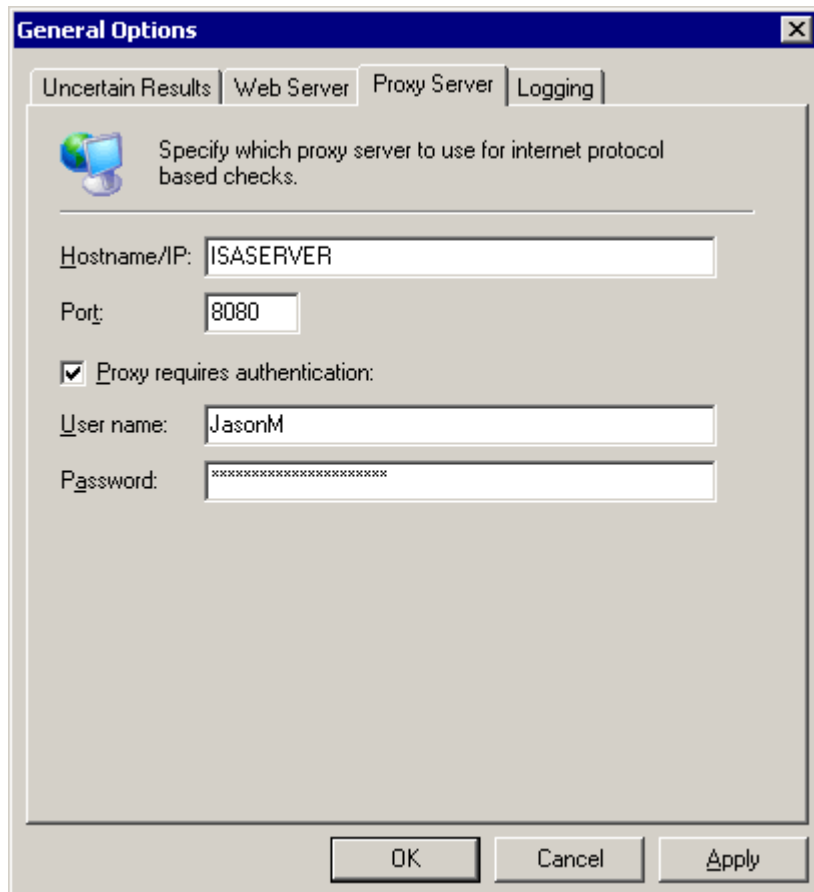 General Options
Uncertain Results Web Server Proxy Server Logging
Specify which proxy server to use for internet protocol
based checks.
Hostname/IP: ISASERVER
Port: 8080
Proxy requires authentication:
User name: JasonM
Password: **********************
OK Cancel Apply